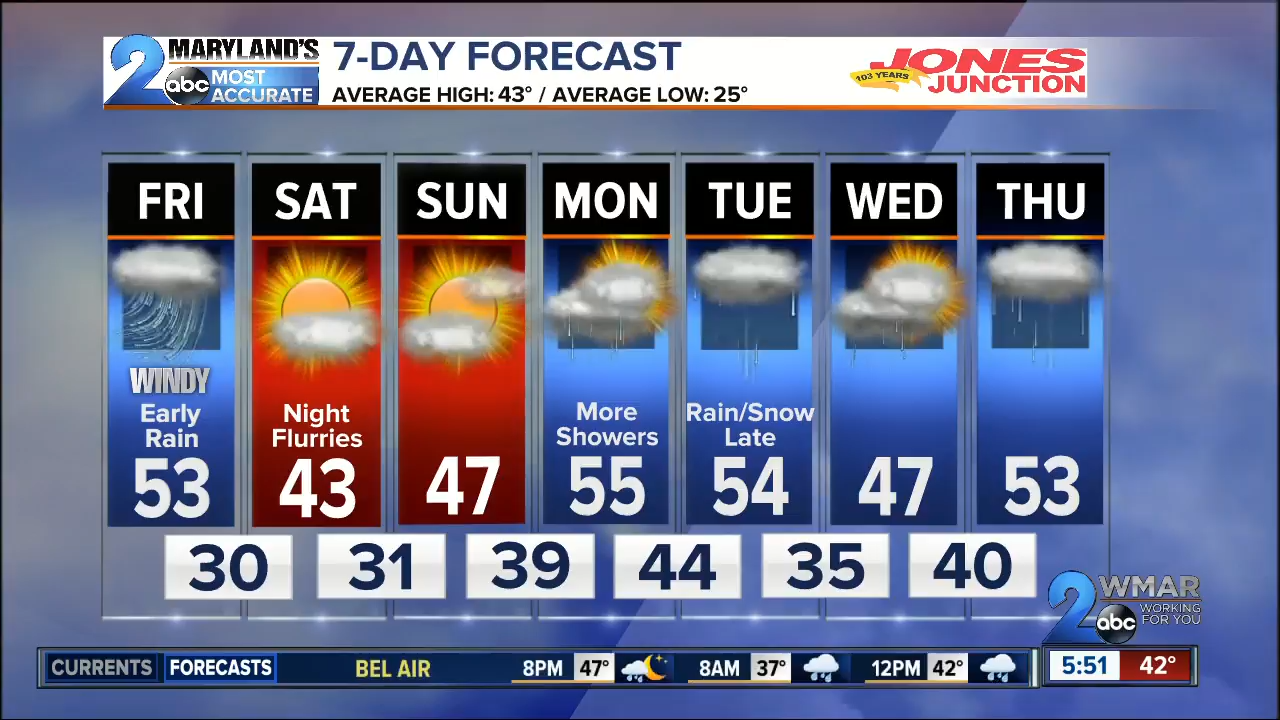 2 MARYLAND'S
abc MOST
ACCURATE
7-DAY FORECAST
AVERAGE HIGH: 43° / AVERAGE LOW: 25°
JONES
103 YEARS
JUNCTION
FRI SAT SUN MON TUE WED THU
WINDY
Early Rain
Night Flurries
More Showers
Rain/Snow Late
53 43 47 55 54 47 53
30 31 39 44 35 40
2 WMAR
abc WORKING
FOR YOU
CURRENTS FORECASTS BEL AIR 8PM 47° 8AM 37° 12PM 42° 5:51 42°